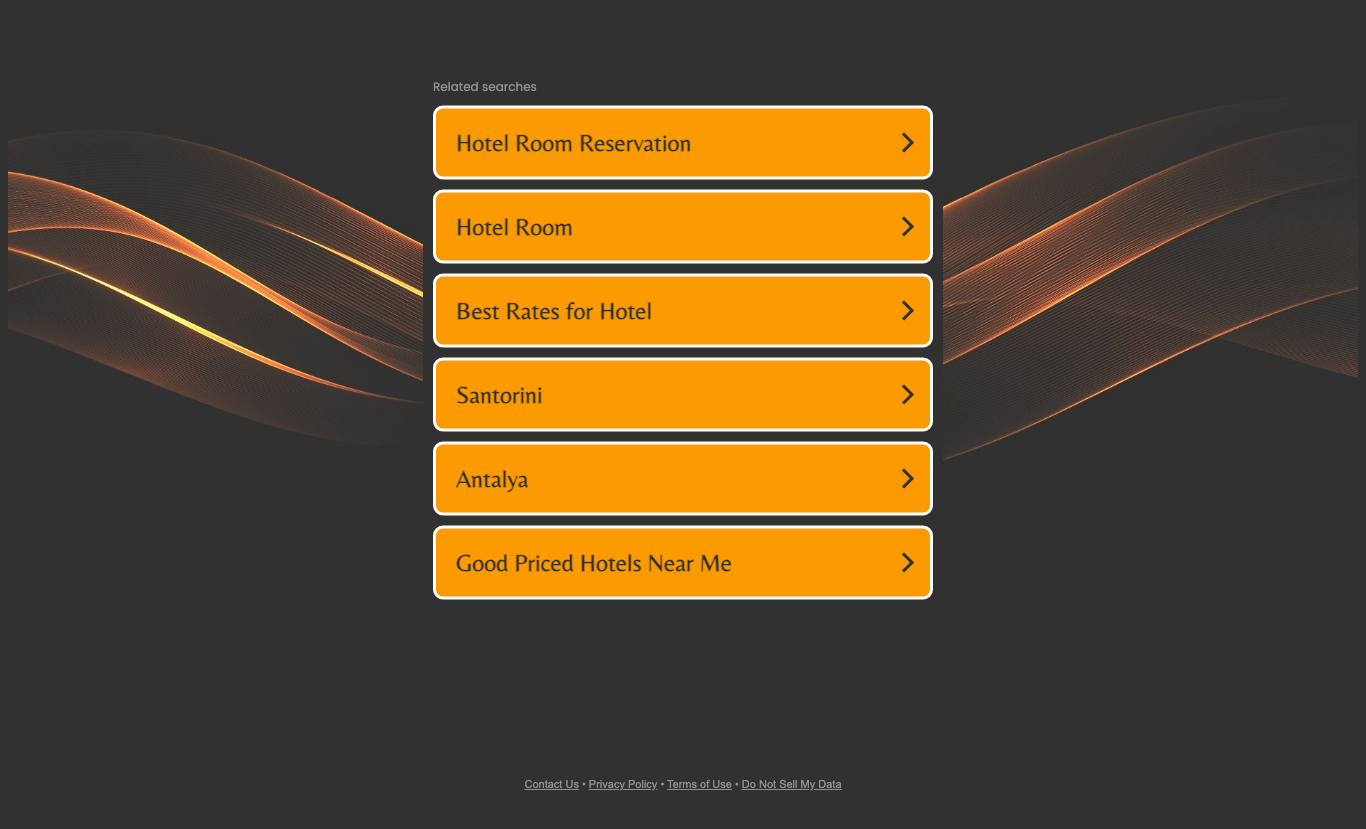 Related searches
Hotel Room Reservation
Hotel Room
Best Rates for Hotel
Santorini
Antalya
Good Priced Hotels Near Me
Contact Us • Privacy Policy • Terms of Use • Do Not Sell My Data